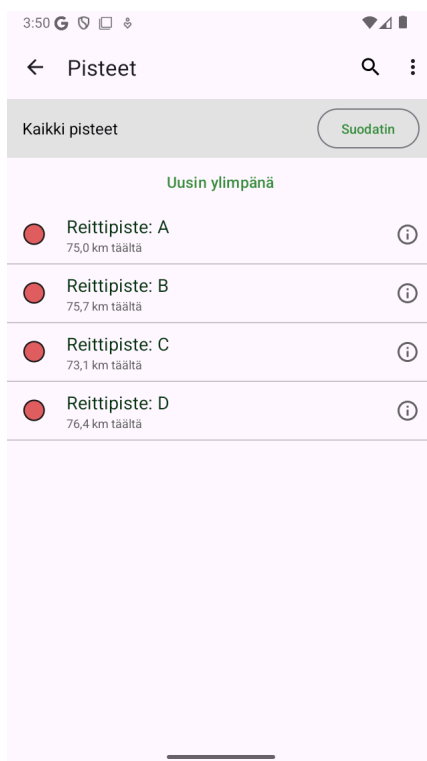 3:50
Pisteet
Kaikki pisteet
Suodatin
Uusin ylimpänä
Reittipiste: A
75,0 km täältä
Reittipiste: B
75,7 km täältä
Reittipiste: C
73,1 km täältä
Reittipiste: D
76,4 km täältä